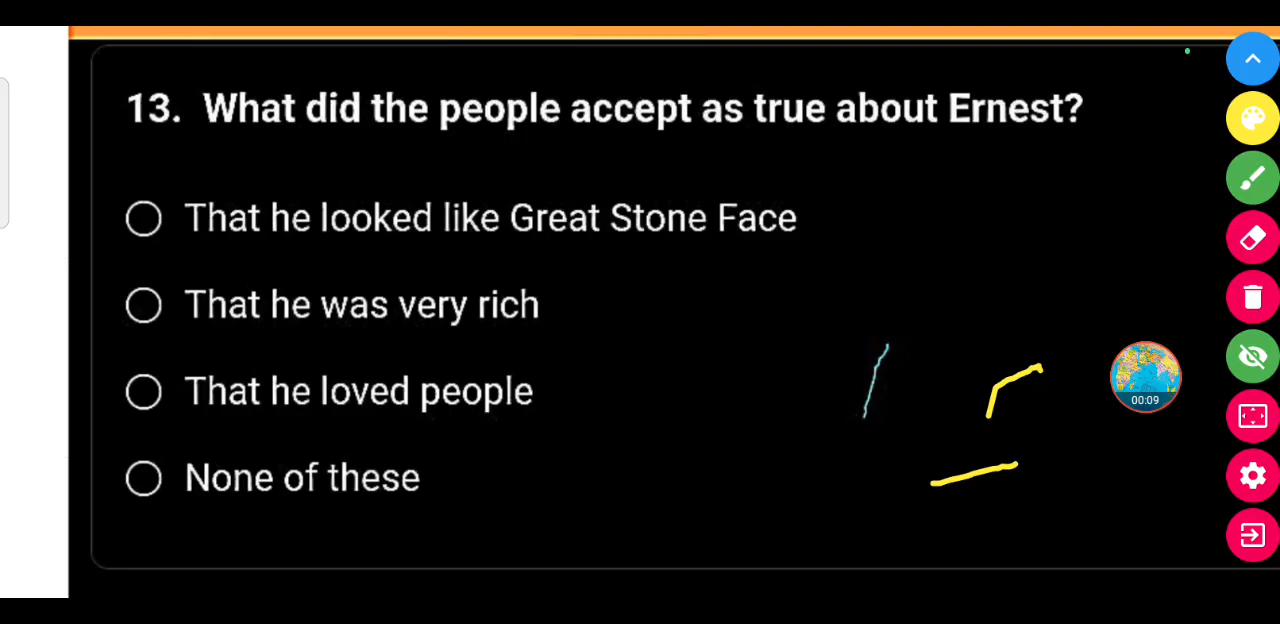 13. What did the people accept as true about Ernest?
That he looked like Great Stone Face
That he was very rich
That he loved people
00:09
None of these